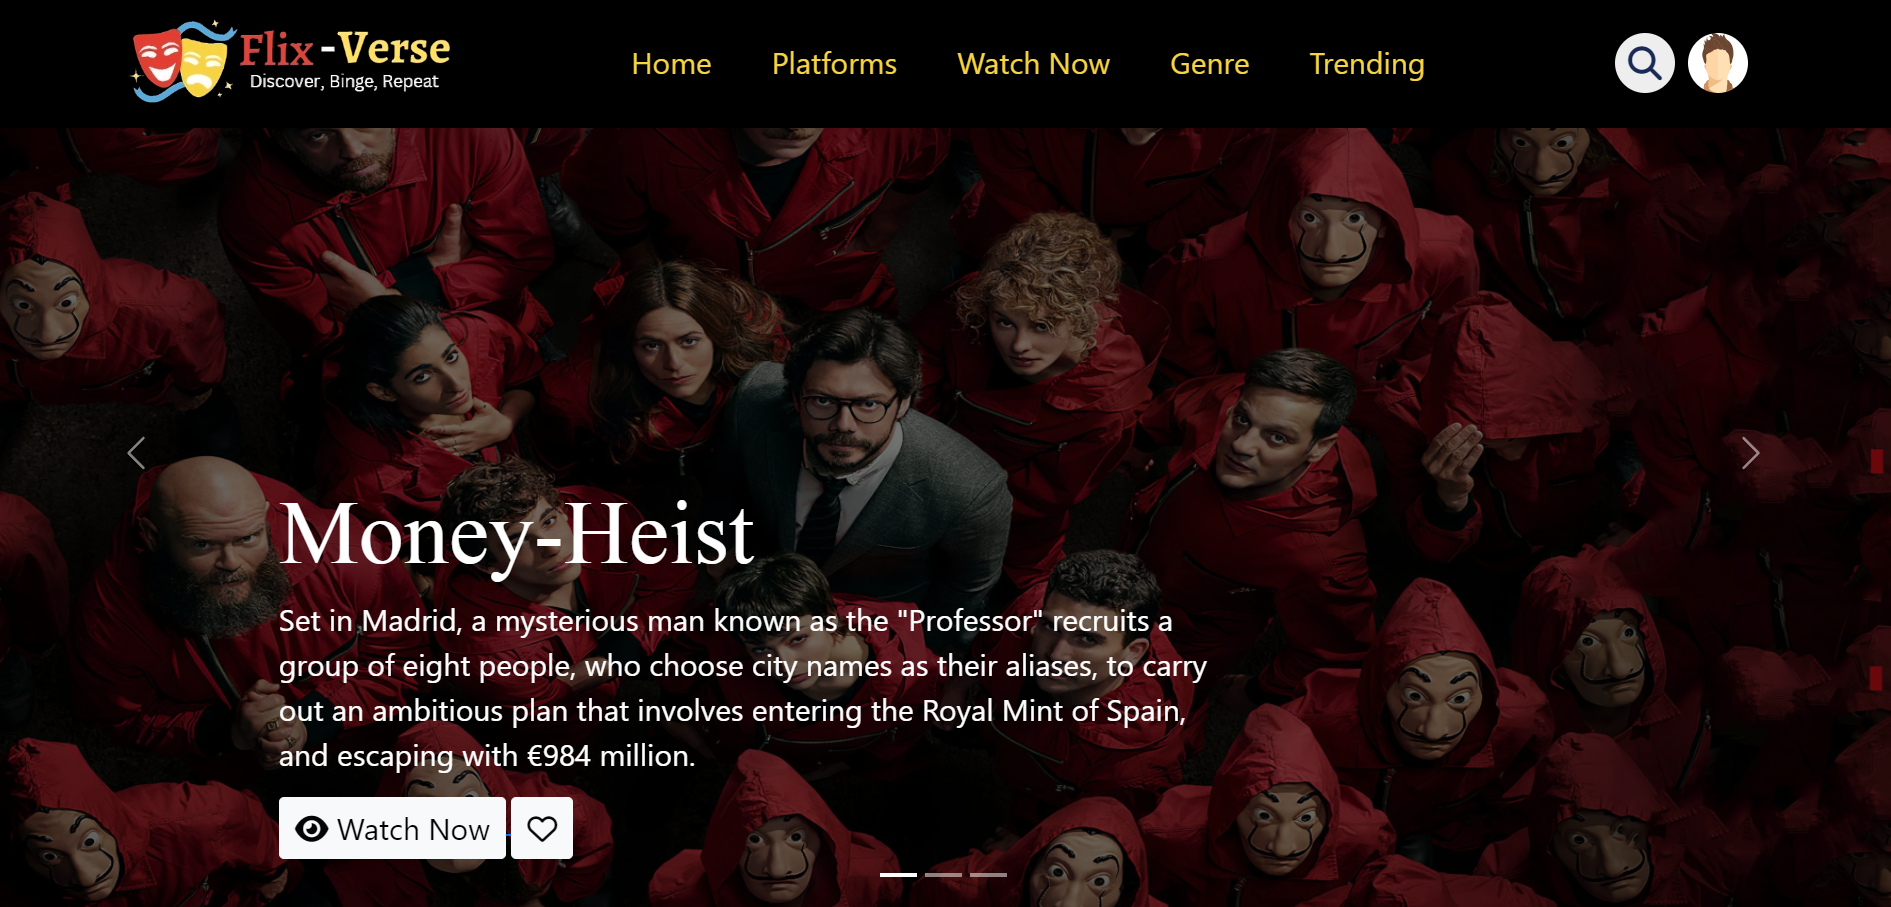 Flix -Verse
Discover, Binge, Repeat
Home
Platforms
Watch Now
Genre
Trending
Money-Heist
Set in Madrid, a mysterious man known as the "Professor" recruits a
group of eight people, who choose city names as their aliases, to carry
out an ambitious plan that involves entering the Royal Mint of Spain,
and escaping with €984 million.
Watch Now